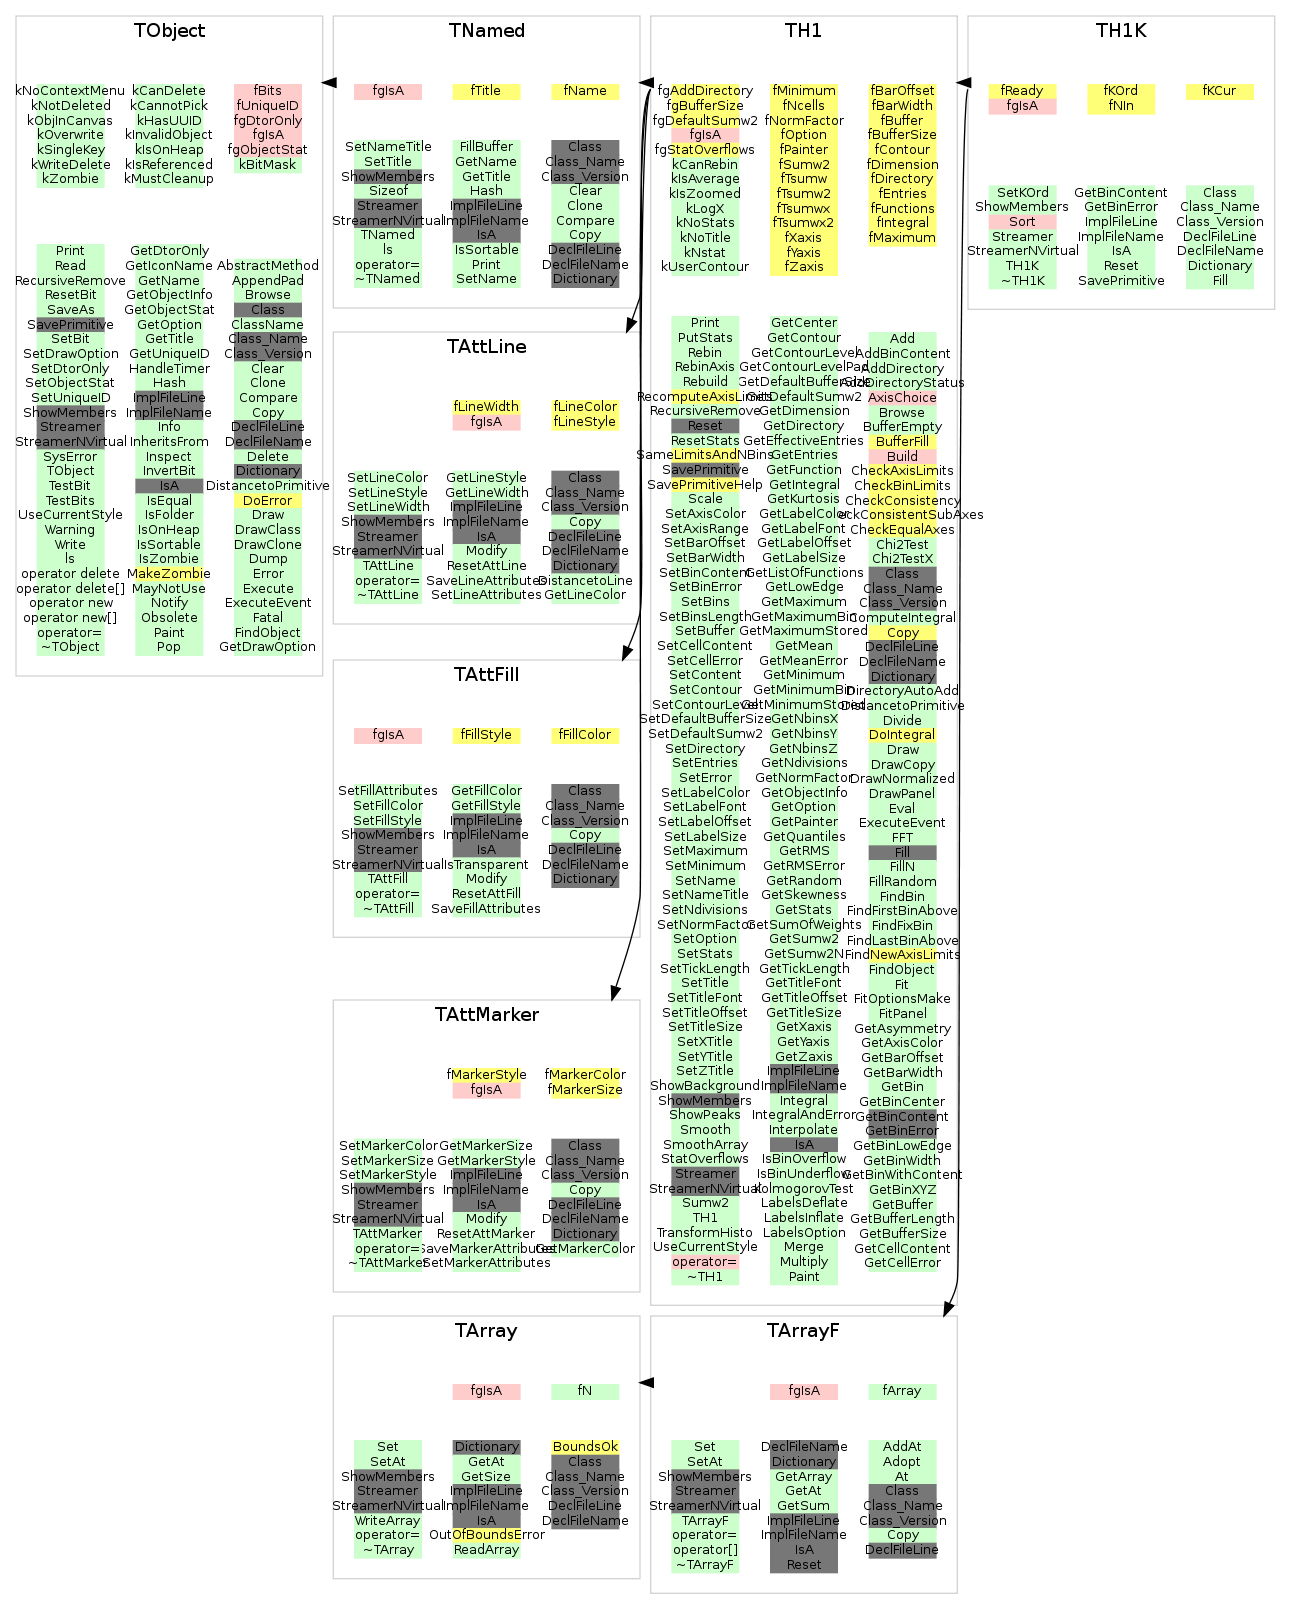 TObject
kNoContextMenu
kNotDeleted
kObjInCanvas
kOverwrite
kSingleKey
kWriteDelete
kZombie
kCanDelete
kCannotPick
kHasUUID
kInvalidObject
kIsOnHeap
kIsReferenced
kMustCleanup
fBits
fUniqueID
fgDtorOnly
fgIsA
fgObjectStat
kBitMask
Print
Read
RecursiveRemove
ResetBit
SaveAs
SavePrimitive
SetBit
SetDrawOption
SetDtorOnly
SetObjectStat
SetUniqueID
ShowMembers
Streamer
StreamerNVirtual
SysError
TObject
TestBit
TestBits
UseCurrentStyle
Warning
Write
ls
operator delete
operator delete[]
operator new
operator new[]
operator=
~TObject
GetDtorOnly
GetIconName
GetName
GetObjectInfo
GetObjectStat
GetOption
GetTitle
GetUniqueID
HandleTimer
Hash
ImplFileLine
ImplFileName
Info
InheritsFrom
Inspect
InvertBit
IsA
IsEqual
IsFolder
IsOnHeap
IsSortable
IsZombie
MakeZombie
MayNotUse
Notify
Obsolete
Paint
Pop
AbstractMethod
AppendPad
Browse
Class
ClassName
Class_Name
Class_Version
Clear
Clone
Compare
Copy
DeclFileLine
DeclFileName
Delete
Dictionary
DistancetoPrimitive
DoError
Draw
DrawClass
DrawClone
Dump
Error
Execute
ExecuteEvent
Fatal
FindObject
GetDrawOption
TNamed
fgIsA
fTitle
fName
SetNameTitle
SetTitle
ShowMembers
Sizeof
Streamer
StreamerNVirtual
TNamed
ls
operator=
~TNamed
FillBuffer
GetName
GetTitle
Hash
ImplFileLine
ImplFileName
IsA
IsSortable
Print
SetName
Class
Class_Name
Class_Version
Clear
Clone
Compare
Copy
DeclFileLine
DeclFileName
Dictionary
TAttLine
fLineWidth
fgIsA
fLineColor
fLineStyle
SetLineColor
SetLineStyle
SetLineWidth
ShowMembers
Streamer
StreamerNVirtual
TAttLine
operator=
~TAttLine
GetLineStyle
GetLineWidth
ImplFileLine
ImplFileName
IsA
Modify
ResetAttLine
SaveLineAttributes
SetLineAttributes
Class
Class_Name
Class_Version
Copy
DeclFileLine
DeclFileName
Dictionary
DistancetoLine
GetLineColor
TAttFill
fgIsA
fFillStyle
fFillColor
SetFillAttributes
SetFillColor
SetFillStyle
ShowMembers
Streamer
StreamerNVirtual
TAttFill
operator=
~TAttFill
GetFillColor
GetFillStyle
ImplFileLine
ImplFileName
IsA
IsTransparent
Modify
ResetAttFill
SaveFillAttributes
Class
Class_Name
Class_Version
Copy
DeclFileLine
DeclFileName
Dictionary
TAttMarker
fMarkerStyle
fgIsA
fMarkerColor
fMarkerSize
SetMarkerColor
SetMarkerSize
SetMarkerStyle
ShowMembers
Streamer
StreamerNVirtual
TAttMarker
operator=
~TAttMarker
GetMarkerSize
GetMarkerStyle
ImplFileLine
ImplFileName
IsA
Modify
ResetAttMarker
SaveMarkerAttributes
SetMarkerAttributes
Class
Class_Name
Class_Version
Copy
DeclFileLine
DeclFileName
Dictionary
GetMarkerColor
TArray
fgIsA
fN
Set
SetAt
ShowMembers
Streamer
StreamerNVirtual
WriteArray
operator=
~TArray
Dictionary
GetAt
GetSize
ImplFileLine
ImplFileName
IsA
OutOfBoundsError
ReadArray
BoundsOk
Class
Class_Name
Class_Version
DeclFileLine
DeclFileName
TH1
fgAddDirectory
fgBufferSize
fgDefaultSumw2
fgIsA
fgStatOverflows
kCanRebin
kIsAverage
kIsZoomed
kLogX
kNoStats
kNoTitle
kNstat
kUserContour
fMinimum
fNcells
fNormFactor
fOption
fPainter
fSumw2
fTsumw
fTsumw2
fTsumwx
fTsumwx2
fXaxis
fYaxis
fZaxis
fBarOffset
fBarWidth
fBuffer
fBufferSize
fContour
fDimension
fDirectory
fEntries
fFunctions
fIntegral
fMaximum
Print
PutStats
Rebin
RebinAxis
Rebuild
RecomputeAxisLimits
RecursiveRemove
Reset
ResetStats
SameLimitsAndNBins
SavePrimitive
SavePrimitiveHelp
Scale
SetAxisColor
SetAxisRange
SetBarOffset
SetBarWidth
SetBinContent
SetBinError
SetBins
SetBinsLength
SetBuffer
SetCellContent
SetCellError
SetContent
SetContour
SetContourLevel
SetDefaultBufferSize
SetDefaultSumw2
SetDirectory
SetEntries
SetError
SetLabelColor
SetLabelFont
SetLabelOffset
SetLabelSize
SetMaximum
SetMinimum
SetName
SetNameTitle
SetNdivisions
SetNormFactor
SetOption
SetStats
SetTickLength
SetTitle
SetTitleFont
SetTitleOffset
SetTitleSize
SetXTitle
SetYTitle
SetZTitle
ShowBackground
ShowMembers
ShowPeaks
Smooth
SmoothArray
StatOverflows
Streamer
StreamerNVirtual
Sumw2
TH1
TransformHisto
UseCurrentStyle
operator=
~TH1
GetCenter
GetContour
GetContourLevel
GetContourLevelPad
GetDefaultBufferSize
GetDefaultSumw2
GetDimension
GetDirectory
GetEffectiveEntries
GetEntries
GetFunction
GetIntegral
GetKurtosis
GetLabelColor
GetLabelFont
GetLabelOffset
GetLabelSize
GetListOfFunctions
GetLowEdge
GetMaximum
GetMaximumBin
GetMaximumStored
GetMean
GetMeanError
GetMinimum
GetMinimumBin
GetMinimumStored
GetNbinsX
GetNbinsY
GetNbinsZ
GetNdivisions
GetNormFactor
GetObjectInfo
GetOption
GetPainter
GetQuantiles
GetRMS
GetRMSError
GetRandom
GetSkewness
GetStats
GetSumOfWeights
GetSumw2
GetSumw2N
GetTickLength
GetTitleFont
GetTitleOffset
GetTitleSize
GetXaxis
GetYaxis
GetZaxis
ImplFileLine
ImplFileName
Integral
IntegralAndError
Interpolate
IsA
IsBinOverflow
IsBinUnderflow
KolmogorovTest
LabelsDeflate
LabelsInflate
LabelsOption
Merge
Multiply
Paint
Add
AddBinContent
AddDirectory
AddDirectoryStatus
AxisChoice
Browse
BufferEmpty
BufferFill
Build
CheckAxisLimits
CheckBinLimits
CheckConsistency
eckConsistentSubAxes
CheckEqualAxes
Chi2Test
Chi2TestX
Class
Class_Name
Class_Version
ComputeIntegral
Copy
DeclFileLine
DeclFileName
Dictionary
DirectoryAutoAdd
DistancetoPrimitive
Divide
DoIntegral
Draw
DrawCopy
DrawNormalized
DrawPanel
Eval
ExecuteEvent
FFT
Fill
FillN
FillRandom
FindBin
FindFirstBinAbove
FindFixBin
FindLastBinAbove
FindNewAxisLimits
FindObject
Fit
FitOptionsMake
FitPanel
GetAsymmetry
GetAxisColor
GetBarOffset
GetBarWidth
GetBin
GetBinCenter
GetBinContent
GetBinError
GetBinLowEdge
GetBinWidth
GetBinWithContent
GetBinXYZ
GetBuffer
GetBufferLength
GetBufferSize
GetCellContent
GetCellError
TArrayF
fgIsA
fArray
Set
SetAt
ShowMembers
Streamer
StreamerNVirtual
TArrayF
operator=
operator[]
~TArrayF
DeclFileName
Dictionary
GetArray
GetAt
GetSum
ImplFileLine
ImplFileName
IsA
Reset
AddAt
Adopt
At
Class
Class_Name
Class_Version
Copy
DeclFileLine
TH1K
fReady
fgIsA
fKOrd
fNIn
fKCur
SetKOrd
ShowMembers
Sort
Streamer
StreamerNVirtual
TH1K
~TH1K
GetBinContent
GetBinError
ImplFileLine
ImplFileName
IsA
Reset
SavePrimitive
Class
Class_Name
Class_Version
DeclFileLine
DeclFileName
Dictionary
Fill